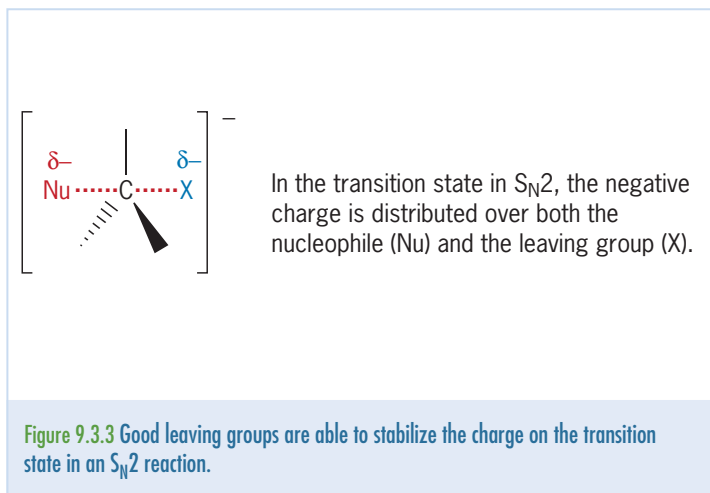 −
δ− δ−
Nu C X
In the transition state in SN2, the negative
charge is distributed over both the
nucleophile (Nu) and the leaving group (X).
Figure 9.3.3 Good leaving groups are able to stabilize the charge on the transition
state in an SN2 reaction.